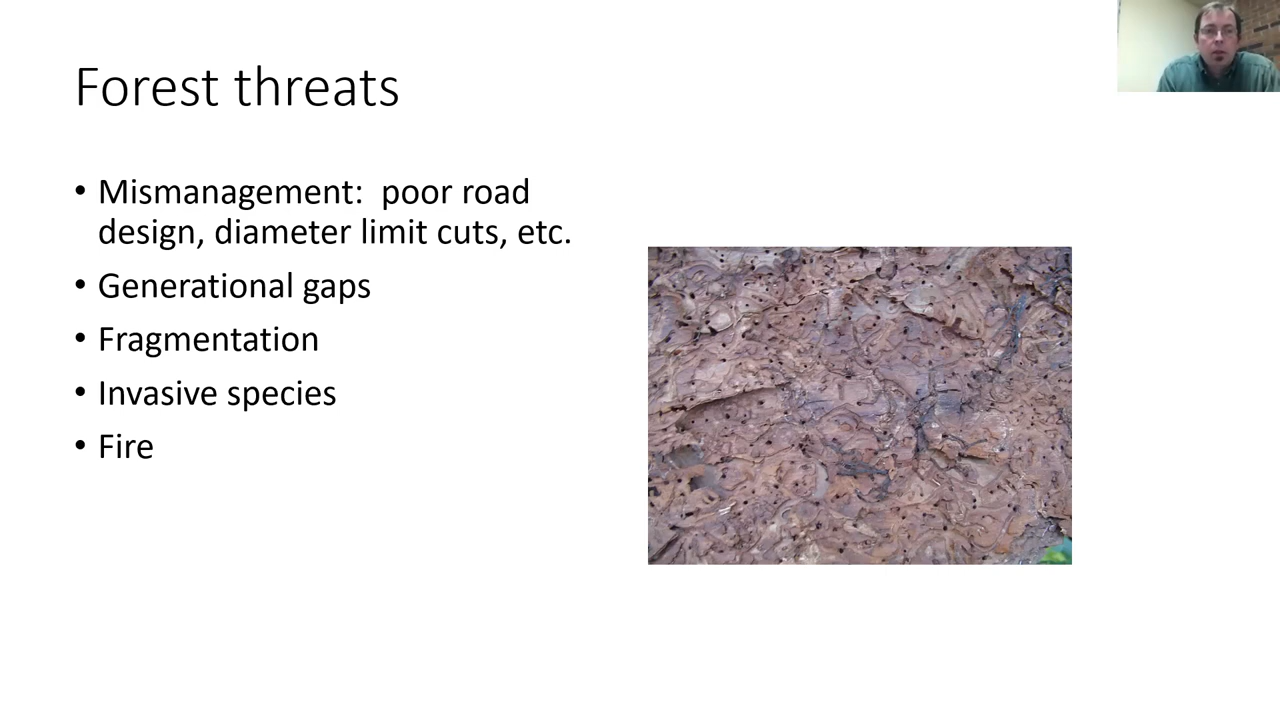 Forest threats
• Mismanagement:  poor road
design, diameter limit cuts, etc.
• Generational gaps
• Fragmentation
• Invasive species
• Fire